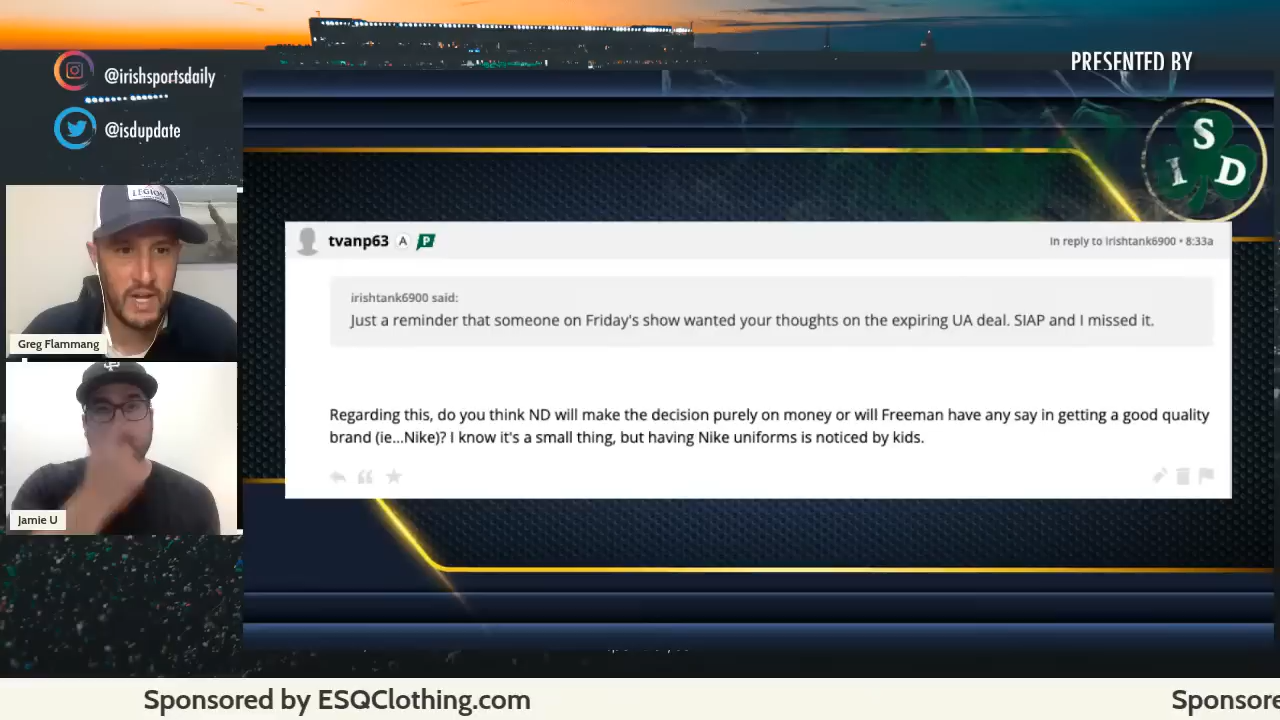 @irishsportsdaily
@isdupdate
PRESENTED BY
S
I D
LEGION
Greg Flammang
Jamie U
tvanp63 A P
In reply to irishtank6900 • 8:33a
irishtank6900 said:
Just a reminder that someone on Friday's show wanted your thoughts on the expiring UA deal. SIAP and I missed it.
Regarding this, do you think ND will make the decision purely on money or will Freeman have any say in getting a good quality
brand (ie...Nike)? I know it's a small thing, but having Nike uniforms is noticed by kids.
Sponsored by ESQClothing.com
Sponsore